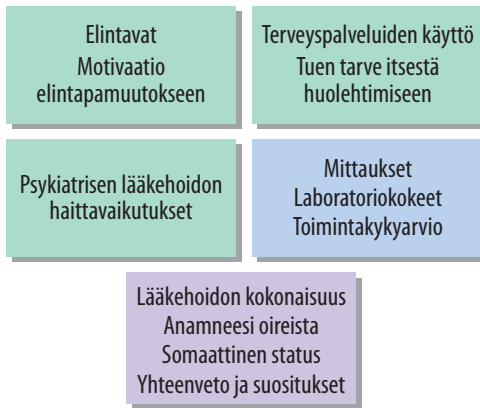 Elintavat
Motivaatio
elintapamuutokseen
Terveyspalveluiden käyttö
Tuen tarve itsestä
huolehtimiseen
Psykiatrisen lääkehoidon
haittavaikutukset
Mittaukset
Laboratoriokokeet
Toimintakykyarvio
Lääkehoidon kokonaisuus
Anamneesi oireista
Somaattinen status
Yhteenveto ja suositukset